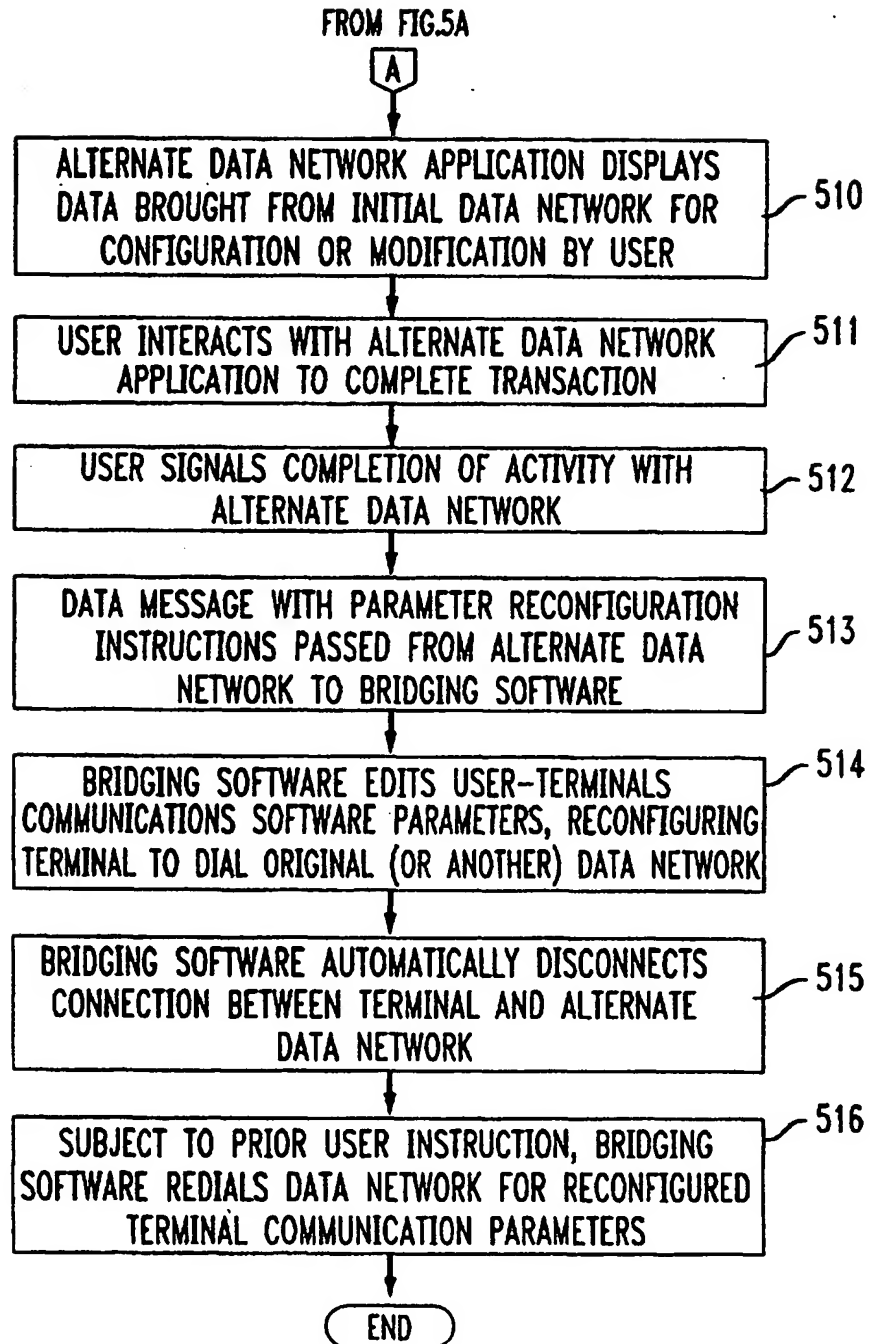 FROM FIG.5A
A
ALTERNATE DATA NETWORK APPLICATION DISPLAYS
DATA BROUGHT FROM INITIAL DATA NETWORK FOR
CONFIGURATION OR MODIFICATION BY USER
510
USER INTERACTS WITH ALTERNATE DATA NETWORK
APPLICATION TO COMPLETE TRANSACTION
511
USER SIGNALS COMPLETION OF ACTIVITY WITH
ALTERNATE DATA NETWORK
512
DATA MESSAGE WITH PARAMETER RECONFIGURATION
INSTRUCTIONS PASSED FROM ALTERNATE DATA
NETWORK TO BRIDGING SOFTWARE
513
BRIDGING SOFTWARE EDITS USER-TERMINALS
COMMUNICATIONS SOFTWARE PARAMETERS, RECONFIGURING
TERMINAL TO DIAL ORIGINAL (OR ANOTHER) DATA NETWORK
514
BRIDGING SOFTWARE AUTOMATICALLY DISCONNECTS
CONNECTION BETWEEN TERMINAL AND ALTERNATE
DATA NETWORK
515
SUBJECT TO PRIOR USER INSTRUCTION, BRIDGING
SOFTWARE REDIALS DATA NETWORK FOR RECONFIGURED
TERMINAL COMMUNICATION PARAMETERS
516
END